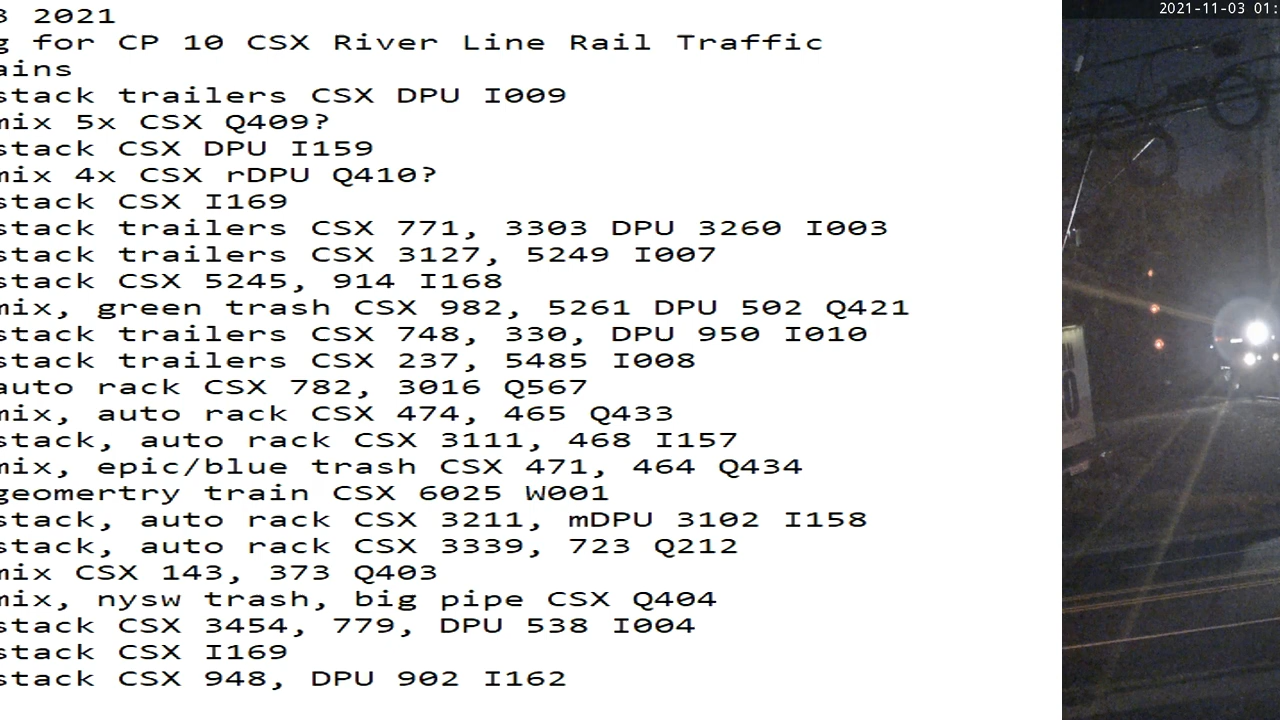 3 2021
g for CP 10 CSX River Line Rail Traffic
ains
stack trailers CSX DPU I009
mix 5x CSX Q409?
stack CSX DPU I159
mix 4x CSX rDPU Q410?
stack CSX I169
stack trailers CSX 771, 3303 DPU 3260 I003
stack trailers CSX 3127, 5249 I007
stack CSX 5245, 914 I168
mix, green trash CSX 982, 5261 DPU 502 Q421
stack trailers CSX 748, 330, DPU 950 I010
stack trailers CSX 237, 5485 I008
auto rack CSX 782, 3016 Q567
mix, auto rack CSX 474, 465 Q433
stack, auto rack CSX 3111, 468 I157
mix, epic/blue trash CSX 471, 464 Q434
geomertry train CSX 6025 W001
stack, auto rack CSX 3211, mDPU 3102 I158
stack, auto rack CSX 3339, 723 Q212
mix CSX 143, 373 Q403
mix, nysw trash, big pipe CSX Q404
stack CSX 3454, 779, DPU 538 I004
stack CSX I169
stack CSX 948, DPU 902 I162
2021-11-03 01: